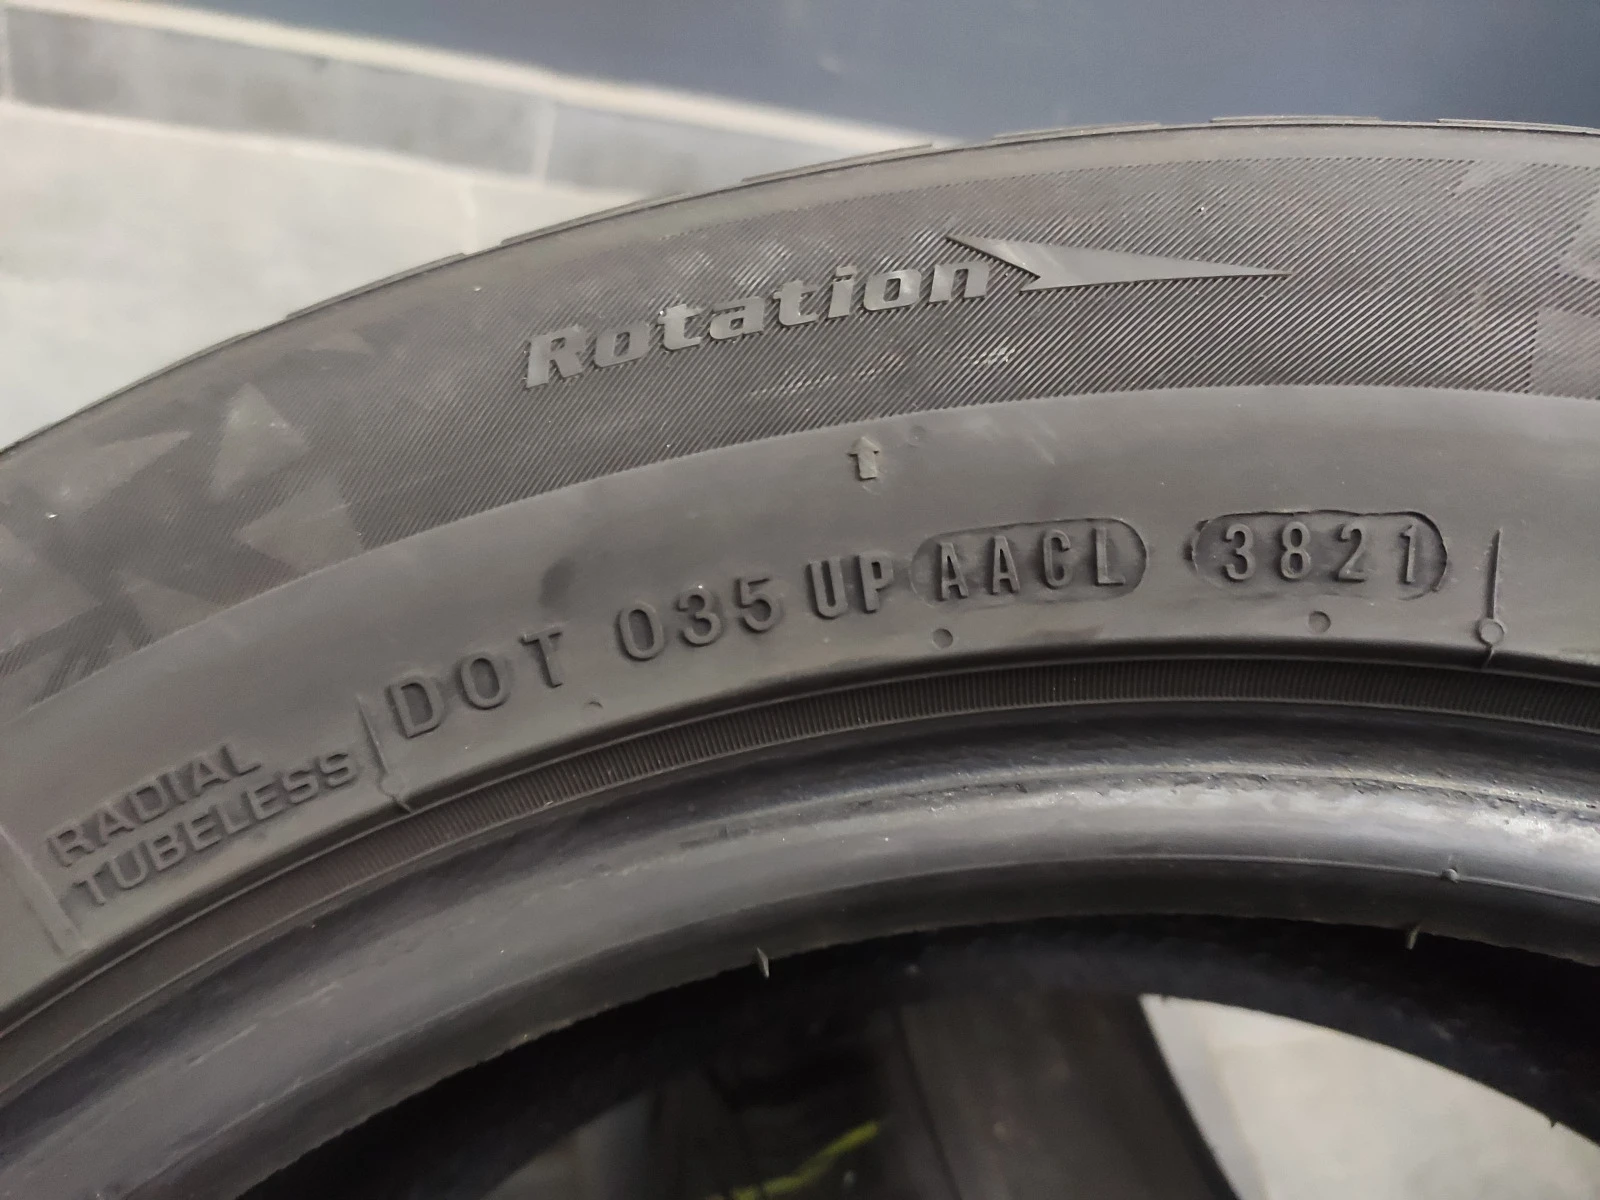 Rotation
DOT 035 UP AACL 3821
RADIAL
TUBELESS